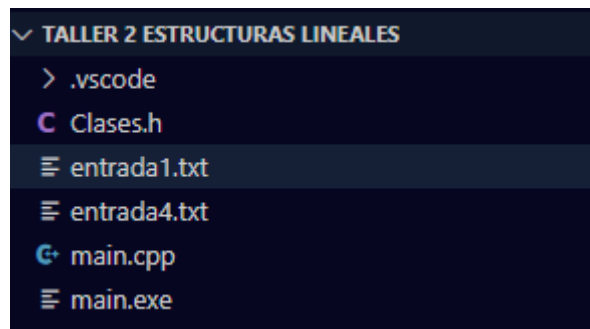 TALLER 2 ESTRUCTURAS LINEALES
.vscode
C Clases.h
entrada1.txt
entrada4.txt
C++ main.cpp
main.exe